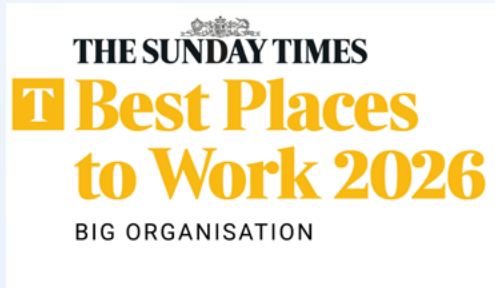 THE SUNDAY TIMES
T Best Places
to Work 2026
BIG ORGANISATION